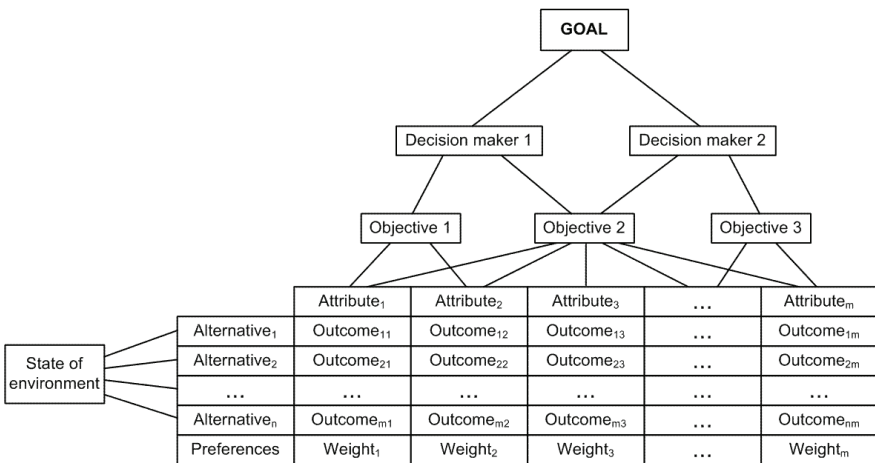 GOAL
Decision maker 1 Decision maker 2
Objective 1 Objective 2 Objective 3
Attribute₁ Attribute₂ Attribute₃ ... Attributeₘ
Alternative₁ Outcome₁₁ Outcome₁₂ Outcome₁₃ ... Outcome₁ₘ
State of
environment
Alternative₂ Outcome₂₁ Outcome₂₂ Outcome₂₃ ... Outcome₂ₘ
... ... ... ... ... ...
Alternativeₙ Outcomeₘ₁ Outcomeₘ₂ Outcomeₘ₃ ... Outcomeₙₘ
Preferences Weight₁ Weight₂ Weight₃ ... Weightₘ